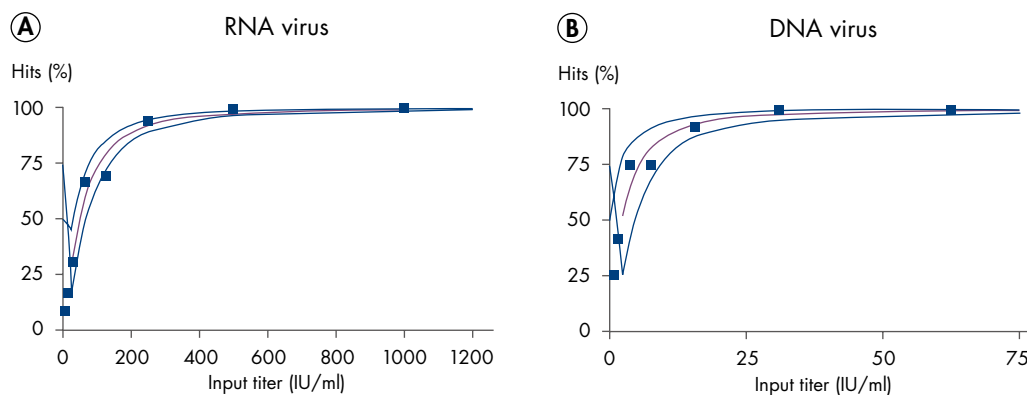 A
RNA virus
Hits (%)
100
75
50
25
0
0 200 400 600 800 1000 1200
Input titer (IU/ml)
B
DNA virus
Hits (%)
100
75
50
25
0
0 25 50 75
Input titer (IU/ml)